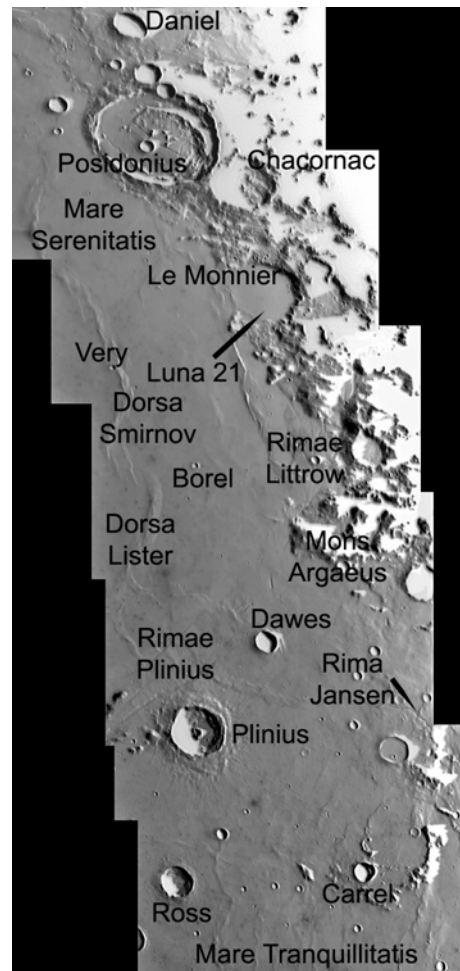 Daniel
Posidonius
Chacornac
Mare
Serenitatis
Le Monnier
Very
Luna 21
Dorsa
Smirnov
Rimae
Littrow
Borel
Dorsa
Lister
Mons
Argaeus
Dawes
Rimae
Plinius
Rima
Jansen
Plinius
Carrel
Ross
Mare Tranquillitatis